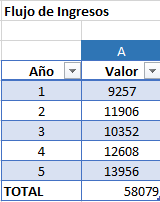 Flujo de Ingresos
A
Año Valor
1 9257
2 11906
3 10352
4 12608
5 13956
TOTAL 58079